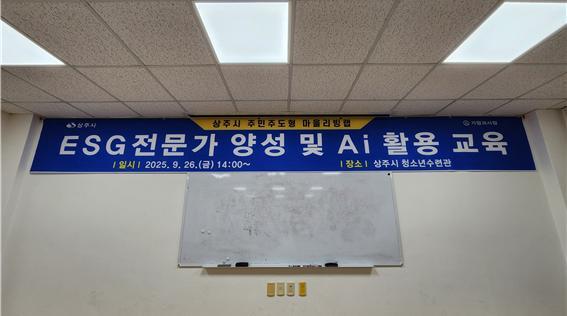 상주시
상주시 주민주도형 마을리빙랩
ESG전문가 양성 및 Ai 활용 교육
| 일시 | 2025. 9. 26.(금) 14:00~
| 장소 | 상주시 청소년수련관